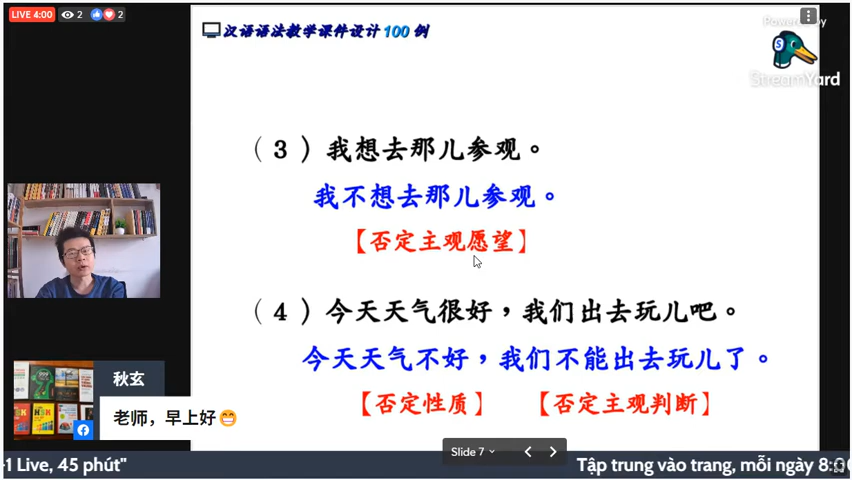 LIVE 4:00
2
2
汉语语法教学课件设计100例
Powered by
StreamYard
（3）我想去那儿参观。
我不想去那儿参观。
【否定主观愿望】
（4）今天天气很好，我们出去玩儿吧。
今天天气不好，我们不能出去玩儿了。
【否定性质】 【否定主观判断】
秋玄
老师，早上好😁
Slide 7
-1 Live, 45 phút"
Tập trung vào trang, mỗi ngày 8:0